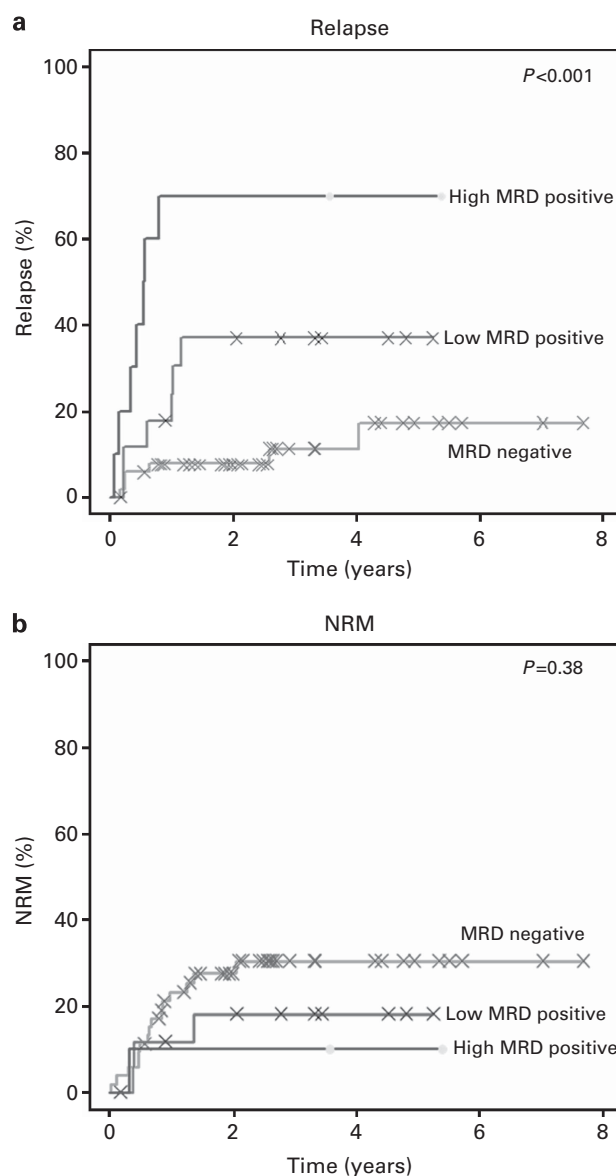 a
Relapse
P<0.001
100
80
60
40
20
0
Relapse (%)
High MRD positive
Low MRD positive
MRD negative
0 2 4 6 8
Time (years)
b
NRM
P=0.38
100
80
60
40
20
0
NRM (%)
MRD negative
Low MRD positive
High MRD positive
0 2 4 6 8
Time (years)